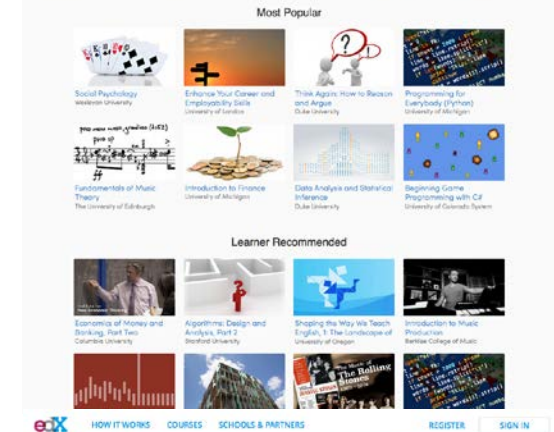 Most Popular
Social Psychology
Wesleyan University
Enhance Your Career and
Employability Skills
University of London
Think Again: How to Reason
and Argue
Duke University
Programming for
Everybody (Python)
University of Michigan
Fundamentals of Music
Theory
The University of Edinburgh
Introduction to Finance
University of Michigan
Data Analysis and Statistical
Inference
Duke University
Beginning Game
Programming with C#
University of Colorado System
Learner Recommended
Economics of Money and
Banking, Part Two
Columbia University
Algorithms: Design and
Analysis, Part 2
Stanford University
Shaping the Way We Teach
English, 1: The Landscape of
University of Oregon
Introduction to Music
Production
Berklee College of Music
The Music of
The Rolling
Stones
edX HOW IT WORKS COURSES SCHOOLS & PARTNERS REGISTER SIGN IN